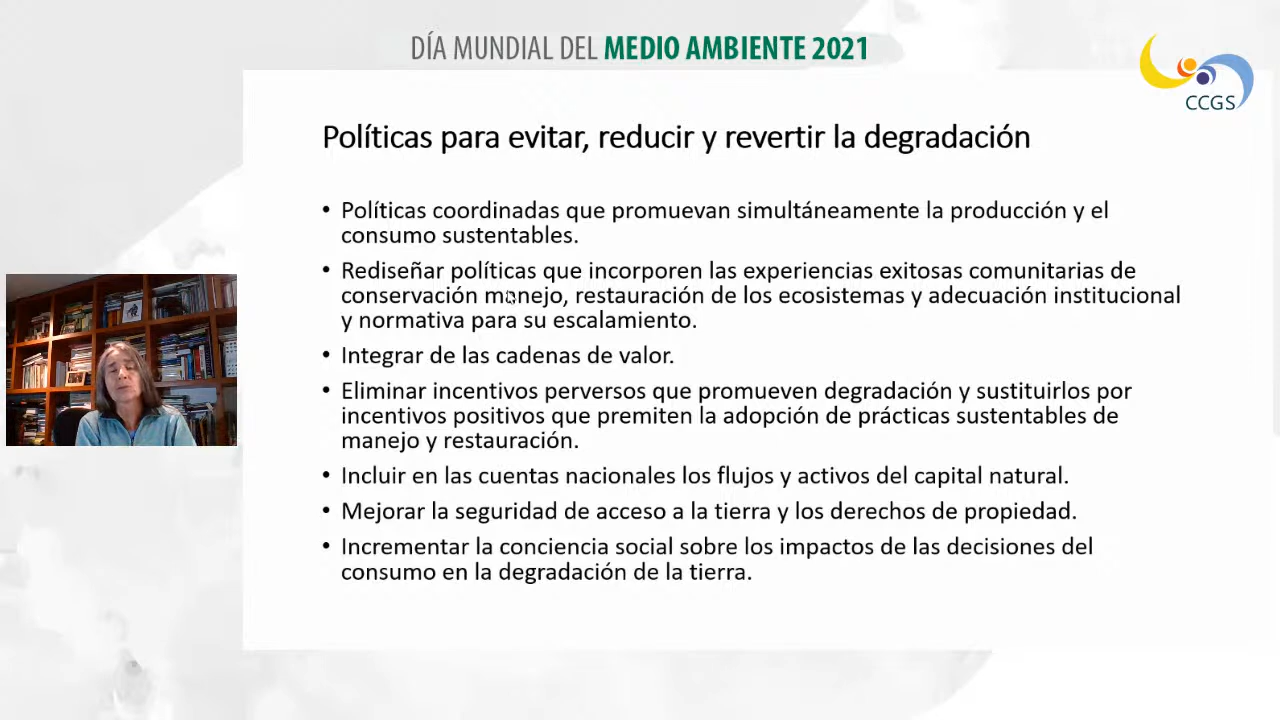 DÍA MUNDIAL DEL MEDIO AMBIENTE 2021
CCGS
Políticas para evitar, reducir y revertir la degradación
• Políticas coordinadas que promuevan simultáneamente la producción y el
consumo sustentables.
• Rediseñar políticas que incorporen las experiencias exitosas comunitarias de
conservación manejo, restauración de los ecosistemas y adecuación institucional
y normativa para su escalamiento.
• Integrar de las cadenas de valor.
• Eliminar incentivos perversos que promueven degradación y sustituirlos por
incentivos positivos que premiten la adopción de prácticas sustentables de
manejo y restauración.
• Incluir en las cuentas nacionales los flujos y activos del capital natural.
• Mejorar la seguridad de acceso a la tierra y los derechos de propiedad.
• Incrementar la conciencia social sobre los impactos de las decisiones del
consumo en la degradación de la tierra.